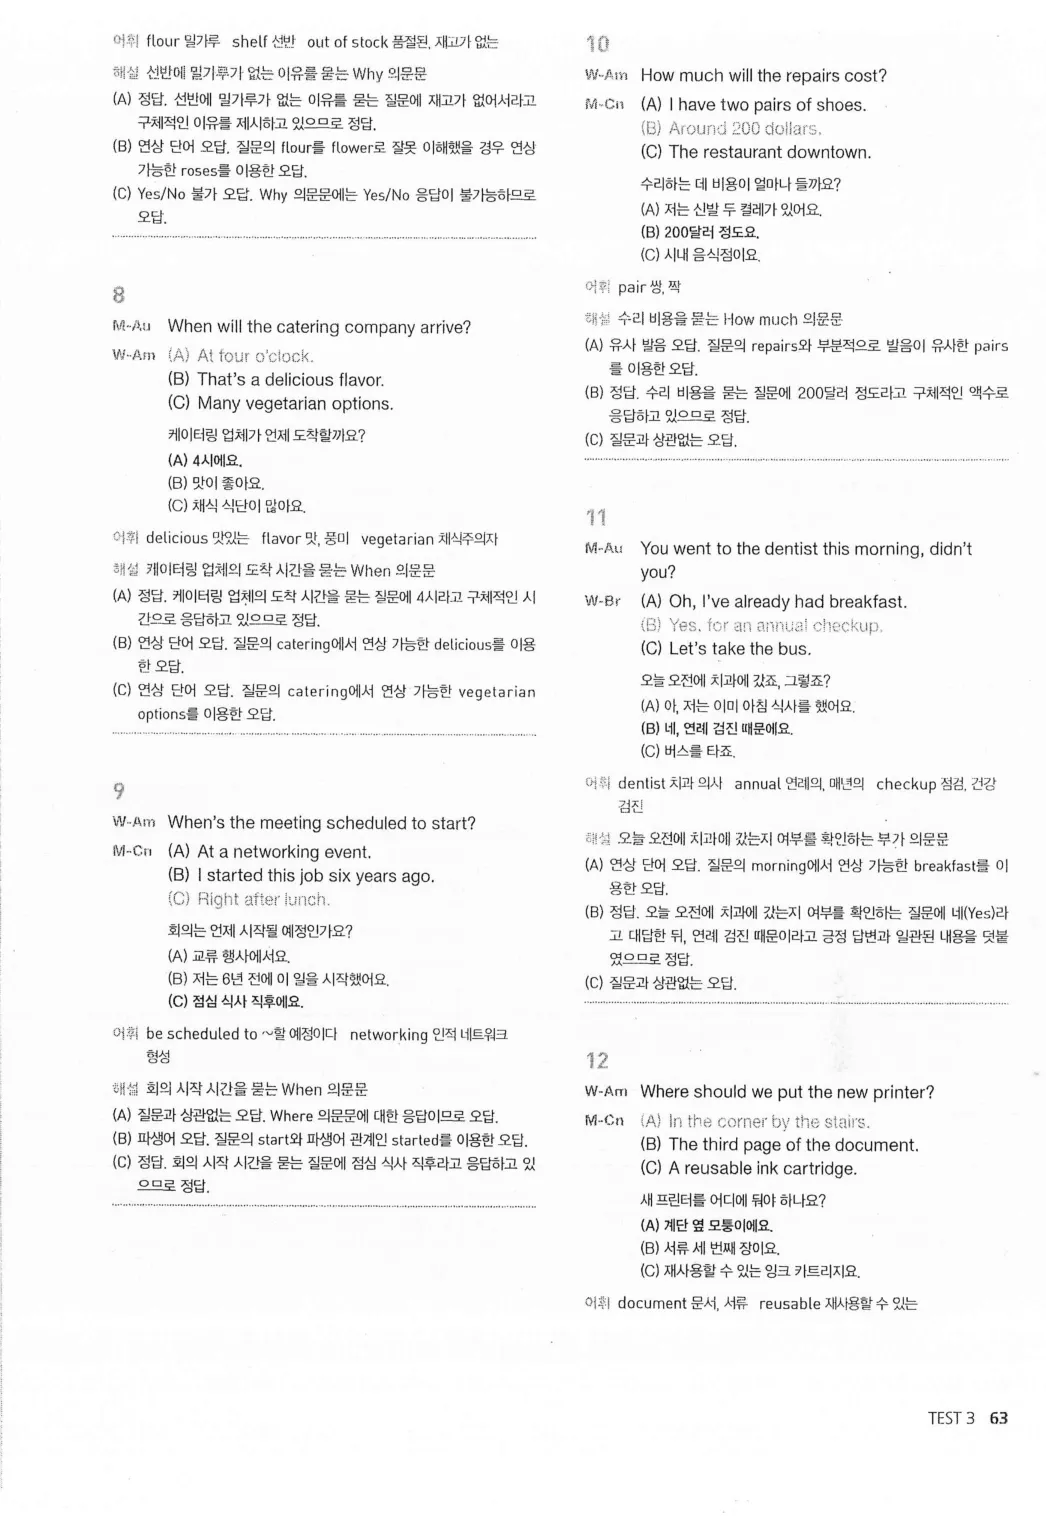 어휘 flour 밀가루 shelf 선반 out of stock 품절된, 재고가 없는
해설 선반에 밀가루가 없는 이유를 묻는 Why 의문문
(A) 정답. 선반에 밀가루가 없는 이유를 묻는 질문에 재고가 없어서라고
구체적인 이유를 제시하고 있으므로 정답.
(B) 연상 단어 오답. 질문의 flour를 flower로 잘못 이해했을 경우 연상
가능한 roses를 이용한 오답.
(C) Yes/No 불가 오답. Why 의문문에는 Yes/No 응답이 불가능하므로
오답.
8
M-Au When will the catering company arrive?
W-Am (A) At four o'clock.
(B) That's a delicious flavor.
(C) Many vegetarian options.
케이터링 업체가 언제 도착할까요?
(A) 4시에요.
(B) 맛이 좋아요.
(C) 채식 식단이 많아요.
어휘 delicious 맛있는 flavor 맛, 풍미 vegetarian 채식주의자
해설 케이터링 업체의 도착 시간을 묻는 When 의문문
(A) 정답. 케이터링 업체의 도착 시간을 묻는 질문에 4시라고 구체적인 시
간으로 응답하고 있으므로 정답.
(B) 연상 단어 오답. 질문의 catering에서 연상 가능한 delicious를 이용
한 오답.
(C) 연상 단어 오답. 질문의 catering에서 연상 가능한 vegetarian
options를 이용한 오답.
9
W-Am When's the meeting scheduled to start?
M-Cn (A) At a networking event.
(B) I started this job six years ago.
(C) Right after lunch.
회의는 언제 시작될 예정인가요?
(A) 교류 행사에서요.
(B) 저는 6년 전에 이 일을 시작했어요.
(C) 점심 식사 직후에요.
어휘 be scheduled to ~할 예정이다 networking 인적 네트워크
형성
해설 회의 시작 시간을 묻는 When 의문문
(A) 질문과 상관없는 오답. Where 의문문에 대한 응답이므로 오답.
(B) 파생어 오답. 질문의 start와 파생어 관계인 started를 이용한 오답.
(C) 정답. 회의 시작 시간을 묻는 질문에 점심 식사 직후라고 응답하고 있
으므로 정답.
10
W-Am How much will the repairs cost?
M-Cn (A) I have two pairs of shoes.
(B) Around 200 dollars.
(C) The restaurant downtown.
수리하는 데 비용이 얼마나 들까요?
(A) 저는 신발 두 켤레가 있어요.
(B) 200달러 정도요.
(C) 시내 음식점이요.
어휘 pair 쌍, 짝
해설 수리 비용을 묻는 How much 의문문
(A) 유사 발음 오답. 질문의 repairs와 부분적으로 발음이 유사한 pairs
를 이용한 오답.
(B) 정답. 수리 비용을 묻는 질문에 200달러 정도라고 구체적인 액수로
응답하고 있으므로 정답.
(C) 질문과 상관없는 오답.
11
M-Au You went to the dentist this morning, didn't
you?
W-Br (A) Oh, I've already had breakfast.
(B) Yes, for an annual checkup.
(C) Let's take the bus.
오늘 오전에 치과에 갔죠, 그렇죠?
(A) 아, 저는 이미 아침 식사를 했어요.
(B) 네, 연례 검진 때문에요.
(C) 버스를 타죠.
어휘 dentist 치과 의사 annual 연례의, 매년의 checkup 점검, 건강
검진
해설 오늘 오전에 치과에 갔는지 여부를 확인하는 부가 의문문
(A) 연상 단어 오답. 질문의 morning에서 연상 가능한 breakfast를 이
용한 오답.
(B) 정답. 오늘 오전에 치과에 갔는지 여부를 확인하는 질문에 네(Yes)라
고 대답한 뒤, 연례 검진 때문이라고 긍정 답변과 일관된 내용을 덧붙
였으므로 정답.
(C) 질문과 상관없는 오답.
12
W-Am Where should we put the new printer?
M-Cn (A) In the corner by the stairs.
(B) The third page of the document.
(C) A reusable ink cartridge.
새 프린터를 어디에 둬야 하나요?
(A) 계단 옆 모퉁이에요.
(B) 서류 세 번째 장이요.
(C) 재사용할 수 있는 잉크 카트리지요.
어휘 document 문서, 서류 reusable 재사용할 수 있는
TEST 3 63